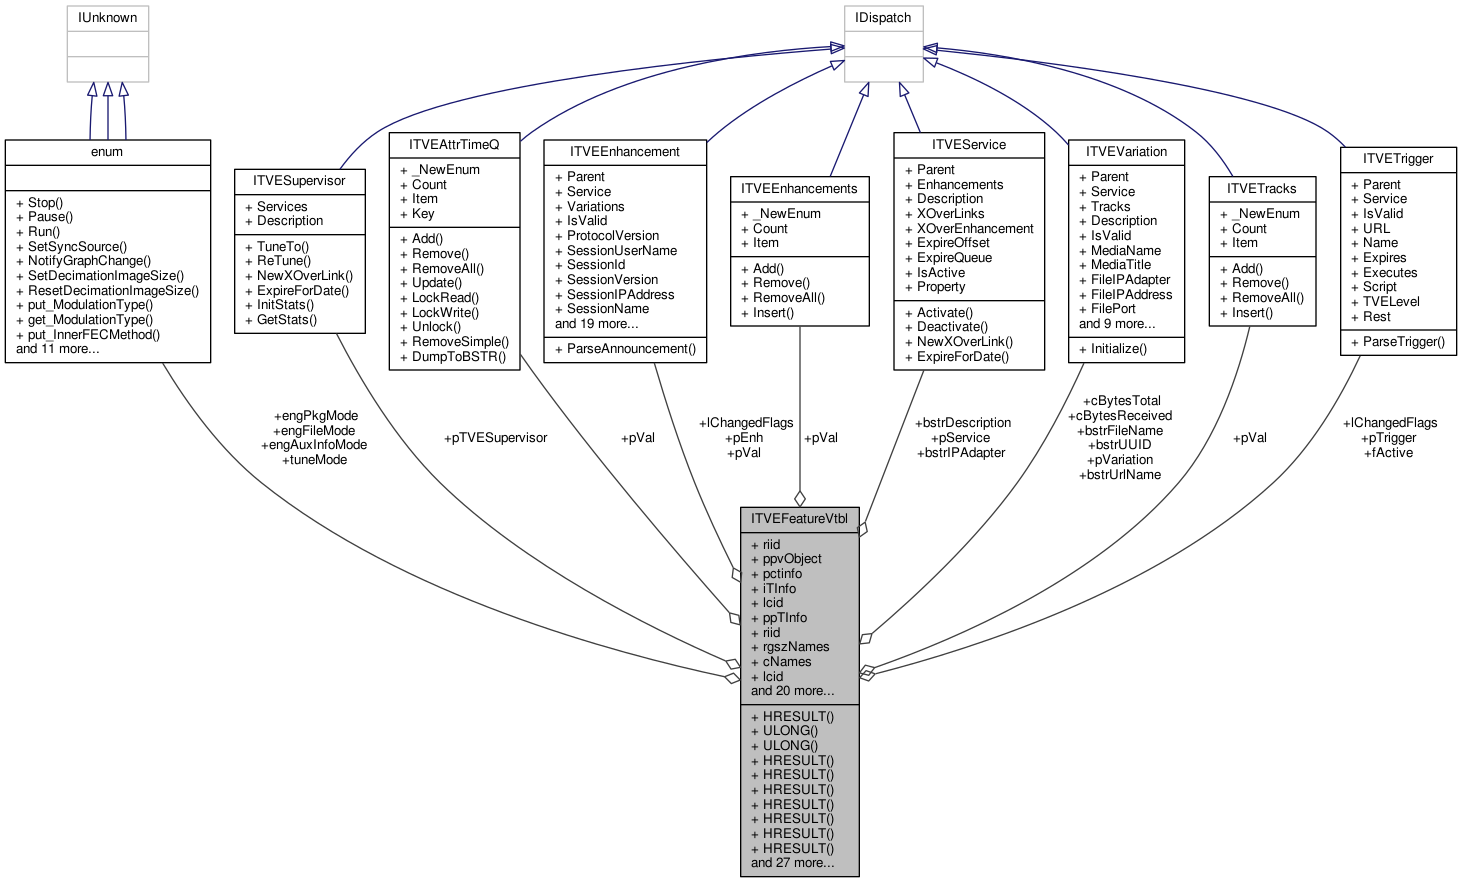 IUnknown
IDispatch
enum
+ Stop()
+ Pause()
+ Run()
+ SetSyncSource()
+ NotifyGraphChange()
+ SetDecimationImageSize()
+ ResetDecimationImageSize()
+ put_ModulationType()
+ get_ModulationType()
+ put_InnerFECMethod()
and 11 more...
ITVESupervisor
+ Services
+ Description
+ TuneTo()
+ ReTune()
+ NewXOverLink()
+ ExpireForDate()
+ InitStats()
+ GetStats()
ITVEAttrTimeQ
+ _NewEnum
+ Count
+ Item
+ Key
+ Add()
+ Remove()
+ RemoveAll()
+ Update()
+ LockRead()
+ LockWrite()
+ Unlock()
+ RemoveSimple()
+ DumpToBSTR()
ITVEEnhancement
+ Parent
+ Service
+ Variations
+ IsValid
+ ProtocolVersion
+ SessionUserName
+ SessionId
+ SessionVersion
+ SessionIPAddress
+ SessionName
and 19 more...
+ ParseAnnouncement()
ITVEEnhancements
+ _NewEnum
+ Count
+ Item
+ Add()
+ Remove()
+ RemoveAll()
+ Insert()
ITVEService
+ Parent
+ Enhancements
+ Description
+ XOverLinks
+ XOverEnhancement
+ ExpireOffset
+ ExpireQueue
+ IsActive
+ Property
+ Activate()
+ Deactivate()
+ NewXOverLink()
+ ExpireForDate()
ITVEVariation
+ Parent
+ Service
+ Tracks
+ Description
+ IsValid
+ MediaName
+ MediaTitle
+ FileIPAdapter
+ FileIPAddress
+ FilePort
and 9 more...
+ Initialize()
ITVETracks
+ _NewEnum
+ Count
+ Item
+ Add()
+ Remove()
+ RemoveAll()
+ Insert()
ITVETrigger
+ Parent
+ Service
+ IsValid
+ URL
+ Name
+ Expires
+ Executes
+ Script
+ TVELevel
+ Rest
+ ParseTrigger()
+engPkgMode
+engFileMode
+engAuxInfoMode
+tuneMode
+pTVESupervisor
+pVal
+lChangedFlags
+pEnh
+pVal
+pVal
+bstrDescription
+pService
+bstrIPAdapter
+cBytesTotal
+cBytesReceived
+bstrFileName
+bstrUUID
+pVariation
+bstrUrlName
+pVal
+lChangedFlags
+pTrigger
+fActive
ITVEFeatureVtbl
+ riid
+ ppvObject
+ pctinfo
+ iTInfo
+ lcid
+ ppTInfo
+ riid
+ rgszNames
+ cNames
+ lcid
and 20 more...
+ HRESULT()
+ ULONG()
+ ULONG()
+ HRESULT()
+ HRESULT()
+ HRESULT()
+ HRESULT()
+ HRESULT()
+ HRESULT()
+ HRESULT()
and 27 more...